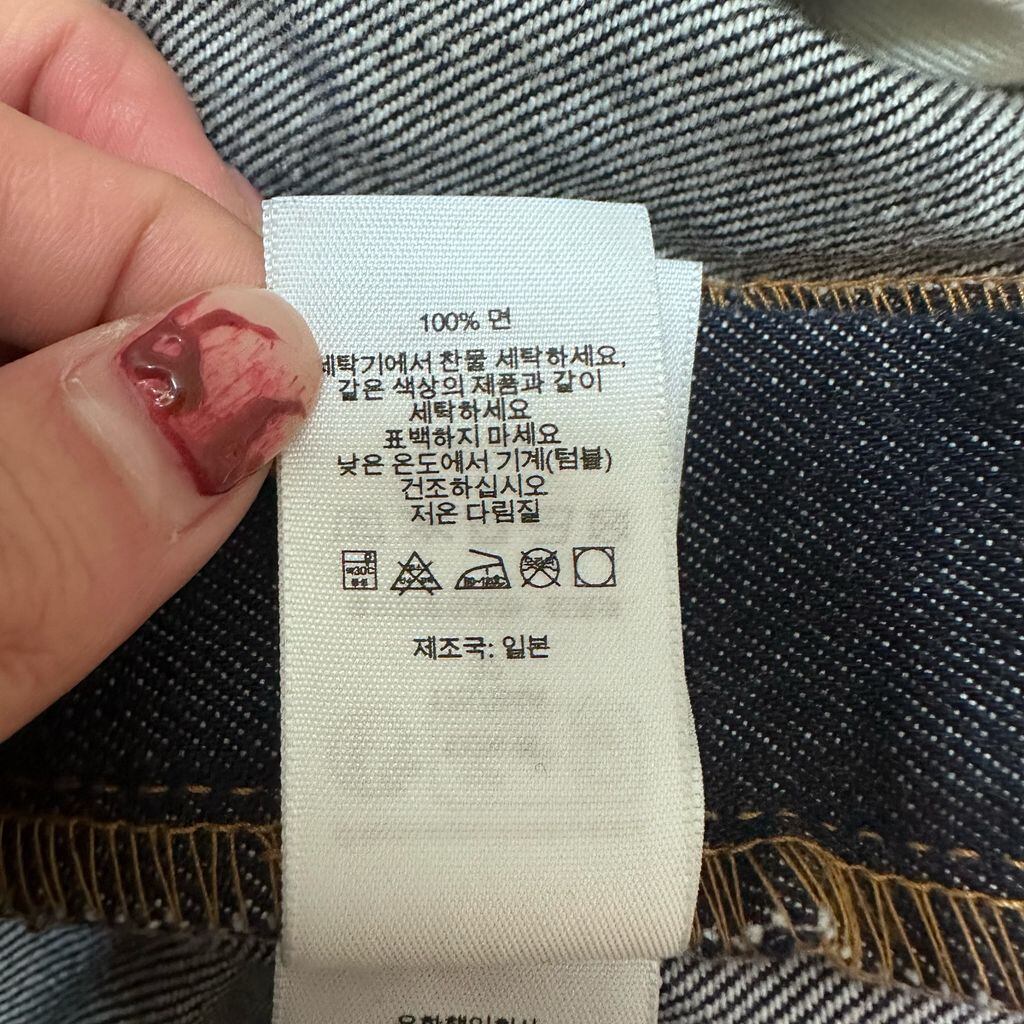 100% 면
세탁기에서 찬물 세탁하세요,
같은 색상의 제품과 같이
세탁하세요
표백하지 마세요
낮은 온도에서 기계(텀블)
건조하십시오
저온 다림질
제조국: 일본